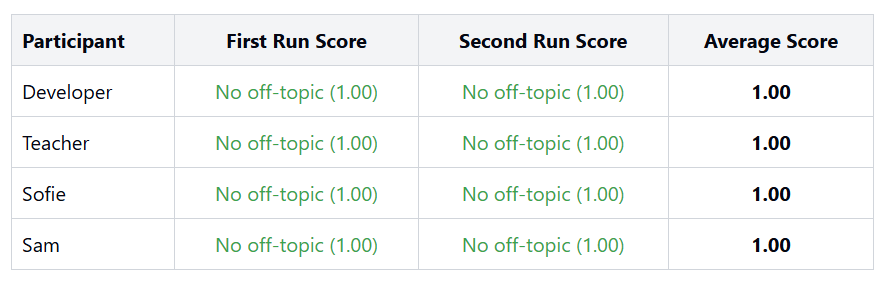 Participant First Run Score Second Run Score Average Score
Developer No off-topic (1.00) No off-topic (1.00) 1.00
Teacher No off-topic (1.00) No off-topic (1.00) 1.00
Sofie No off-topic (1.00) No off-topic (1.00) 1.00
Sam No off-topic (1.00) No off-topic (1.00) 1.00